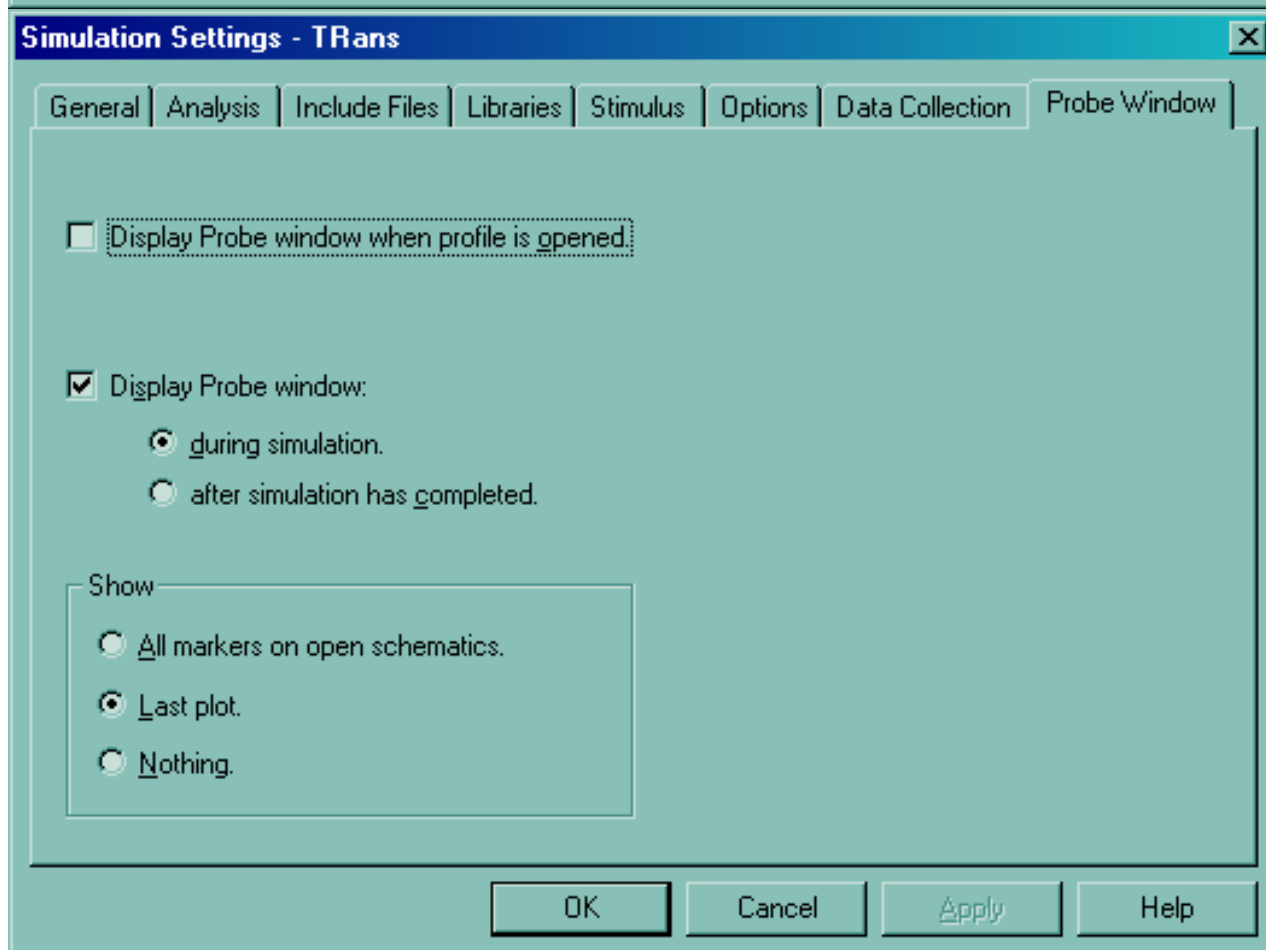 Simulation Settings - TRans
General Analysis Include Files Libraries Stimulus Options Data Collection Probe Window
Display Probe window when profile is opened.
Display Probe window:
during simulation.
after simulation has completed.
Show
All markers on open schematics.
Last plot.
Nothing.
OK Cancel Apply Help